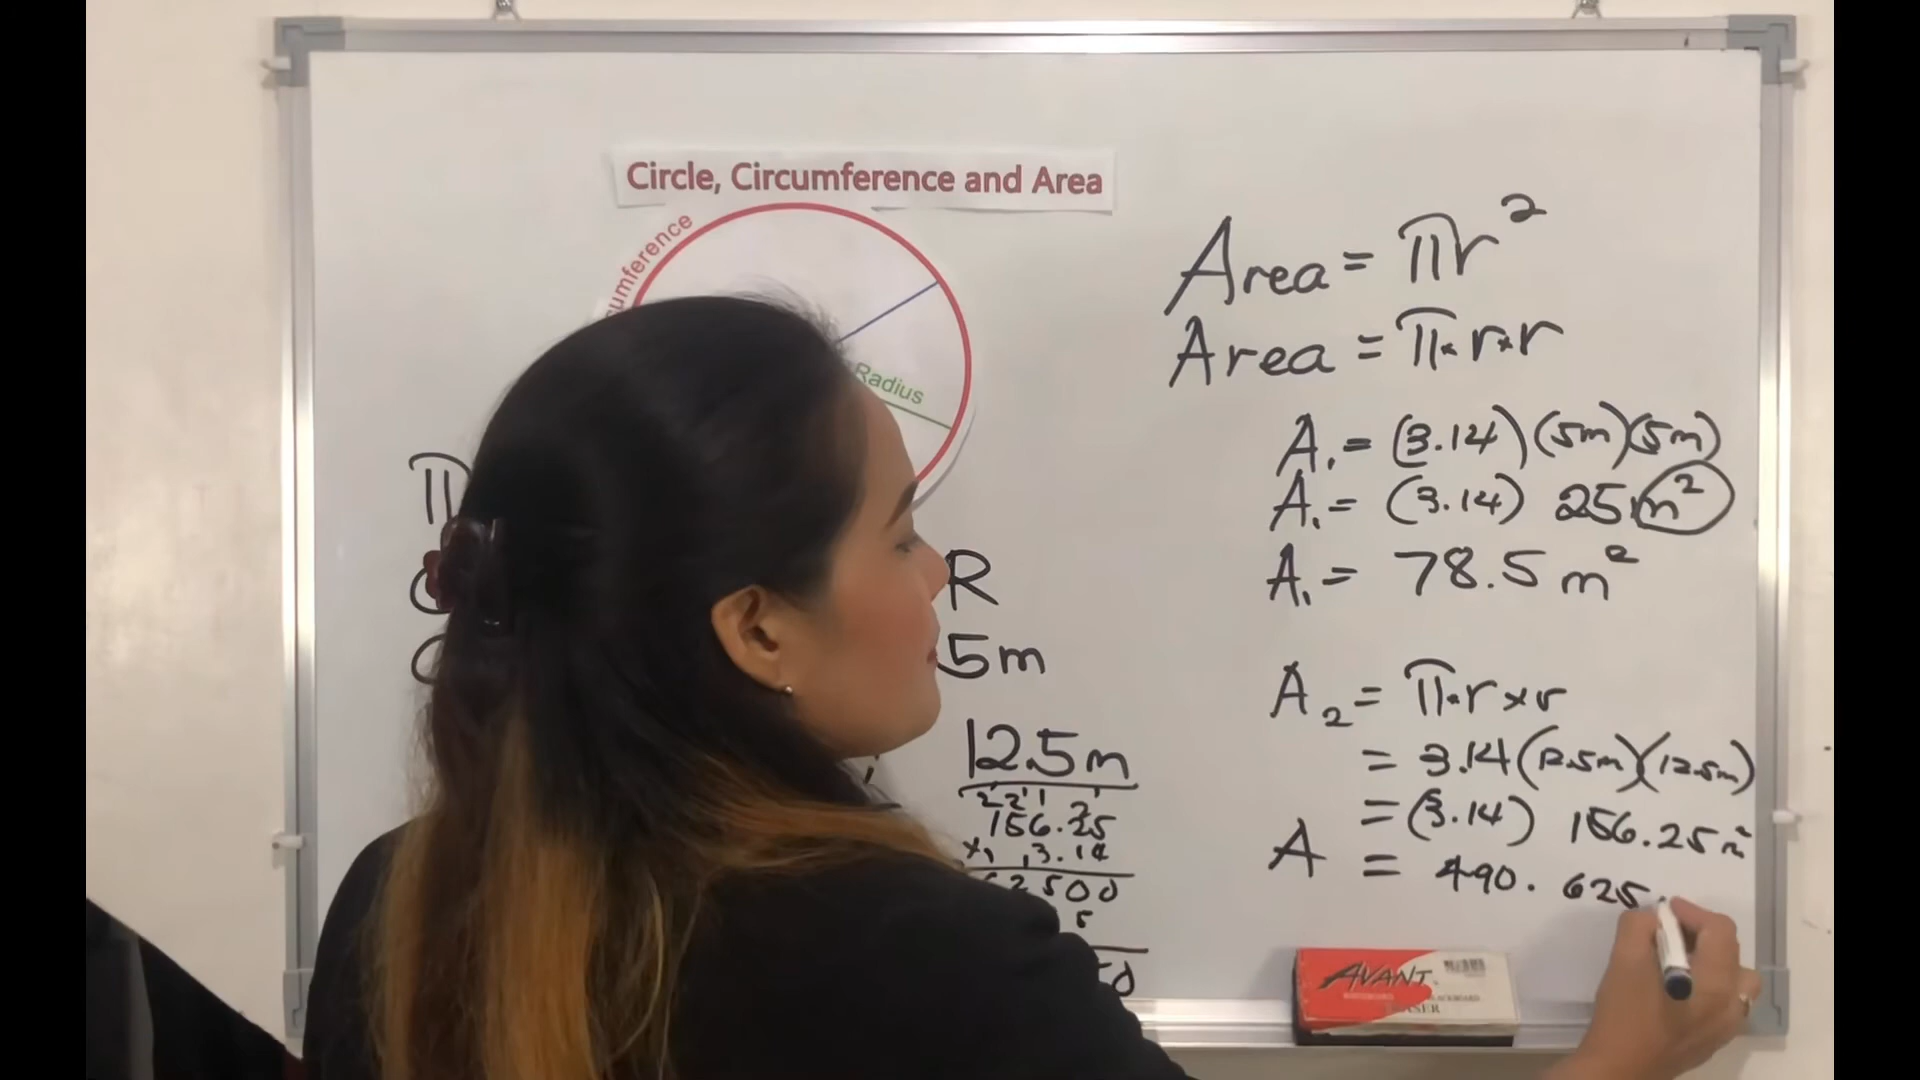 Circle, Circumference and Area
Radius
π
R
5m
12.5m
156.25
x 3.14
62500
5
50
Area = πr²
Area = π·r·r
A₁ = (3.14)(5m)(5m)
A₁ = (3.14) 25m²
A₁ = 78.5 m²
A₂ = π·r×r
= 3.14(12.5m)(12.5m)
= (3.14) 156.25m²
A = 490.625
AVANT